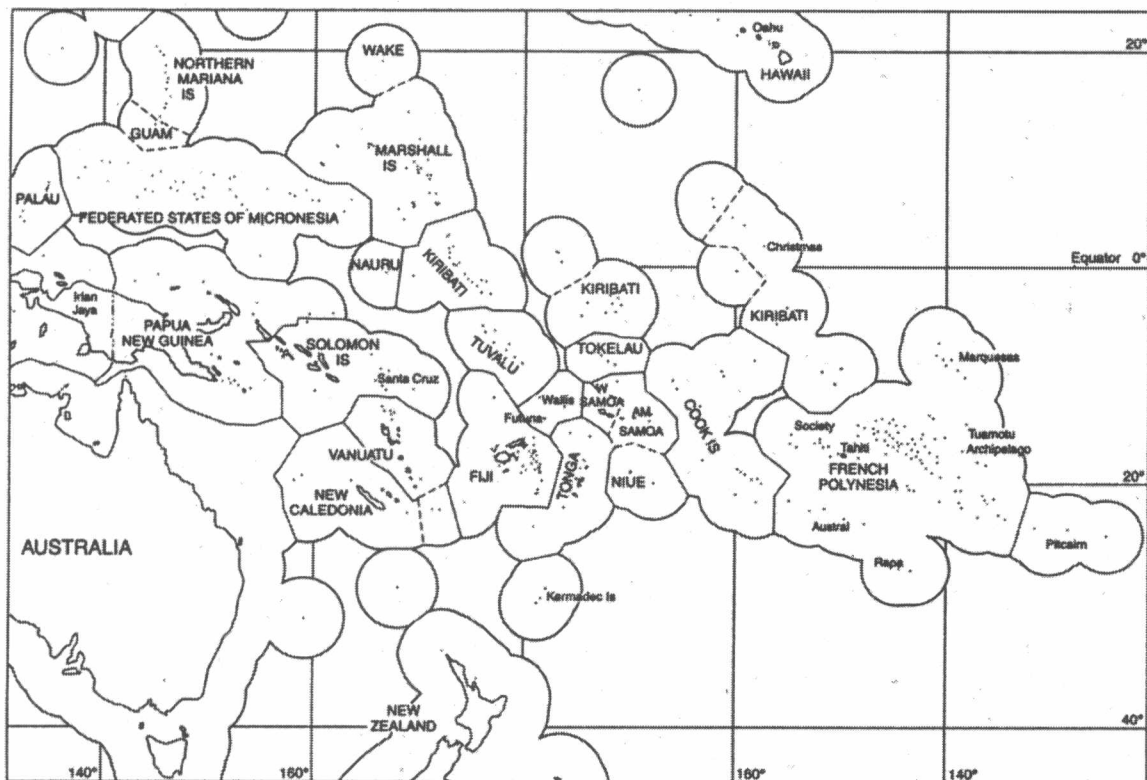 Oahu
20°
WAKE
HAWAII
NORTHERN
MARIANA
IS
GUAM
MARSHALL
IS
PALAU
FEDERATED STATES OF MICRONESIA
Christmas
Equator 0°
NAURU
KIRIBATI
KIRIBATI
KIRIBATI
Irian
Jaya
PAPUA
NEW GUINEA
SOLOMON
IS
TUVALU
TOKELAU
Marquesas
Santa Cruz
Wallis
W
SAMOA
AM
SAMOA
Futuna
COOK IS
Society
Tahiti
Tuamotu
Archipelago
VANUATU
FIJI
TONGA
NIUE
FRENCH
POLYNESIA
20°
NEW
CALEDONIA
Austral
AUSTRALIA
Pitcairn
Rapa
Kermadec Is
NEW
ZEALAND
40°
140°
160°
160°
140°